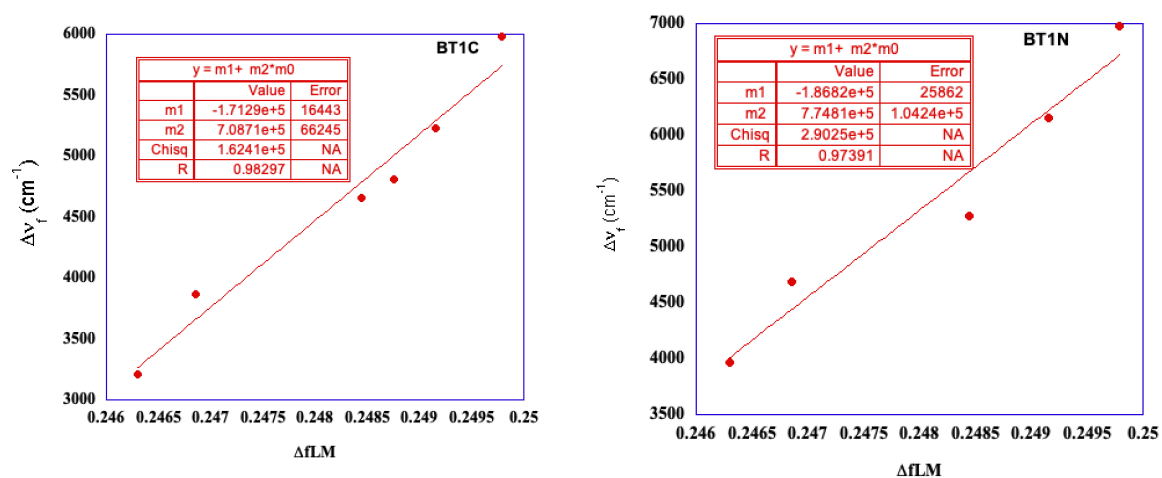 BT1C
y = m1+ m2*m0
Value Error
m1 -1.7129e+5 16443
m2 7.0871e+5 66245
Chisq 1.6241e+5 NA
R 0.98297 NA
6000
5500
5000
4500
4000
3500
3000
Δνf (cm-1)
0.246 0.2465 0.247 0.2475 0.248 0.2485 0.249 0.2495 0.25
ΔfLM
BT1N
y = m1+ m2*m0
Value Error
m1 -1.8682e+5 25862
m2 7.7481e+5 1.0424e+5
Chisq 2.9025e+5 NA
R 0.97391 NA
7000
6500
6000
5500
5000
4500
4000
3500
Δνf (cm-1)
0.246 0.2465 0.247 0.2475 0.248 0.2485 0.249 0.2495 0.25
ΔfLM